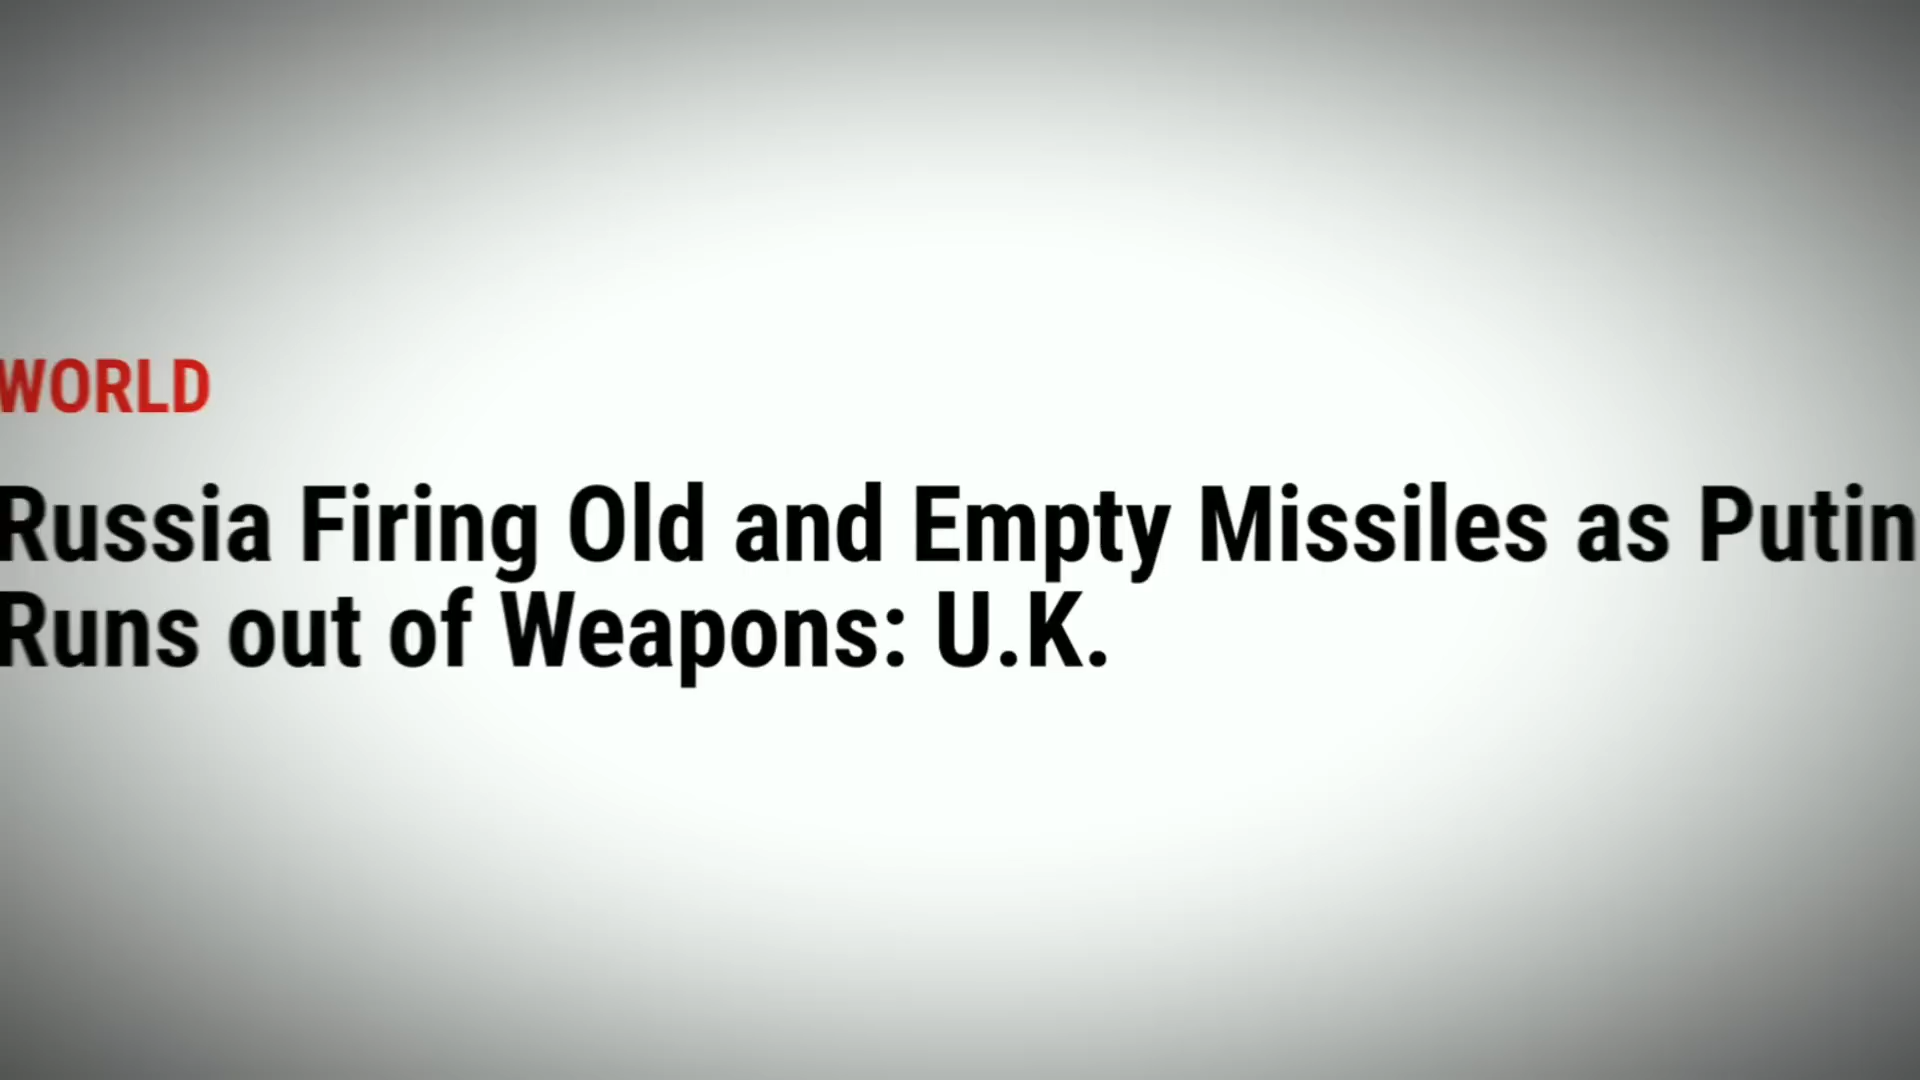 WORLD
Russia Firing Old and Empty Missiles as Putin
Runs out of Weapons: U.K.